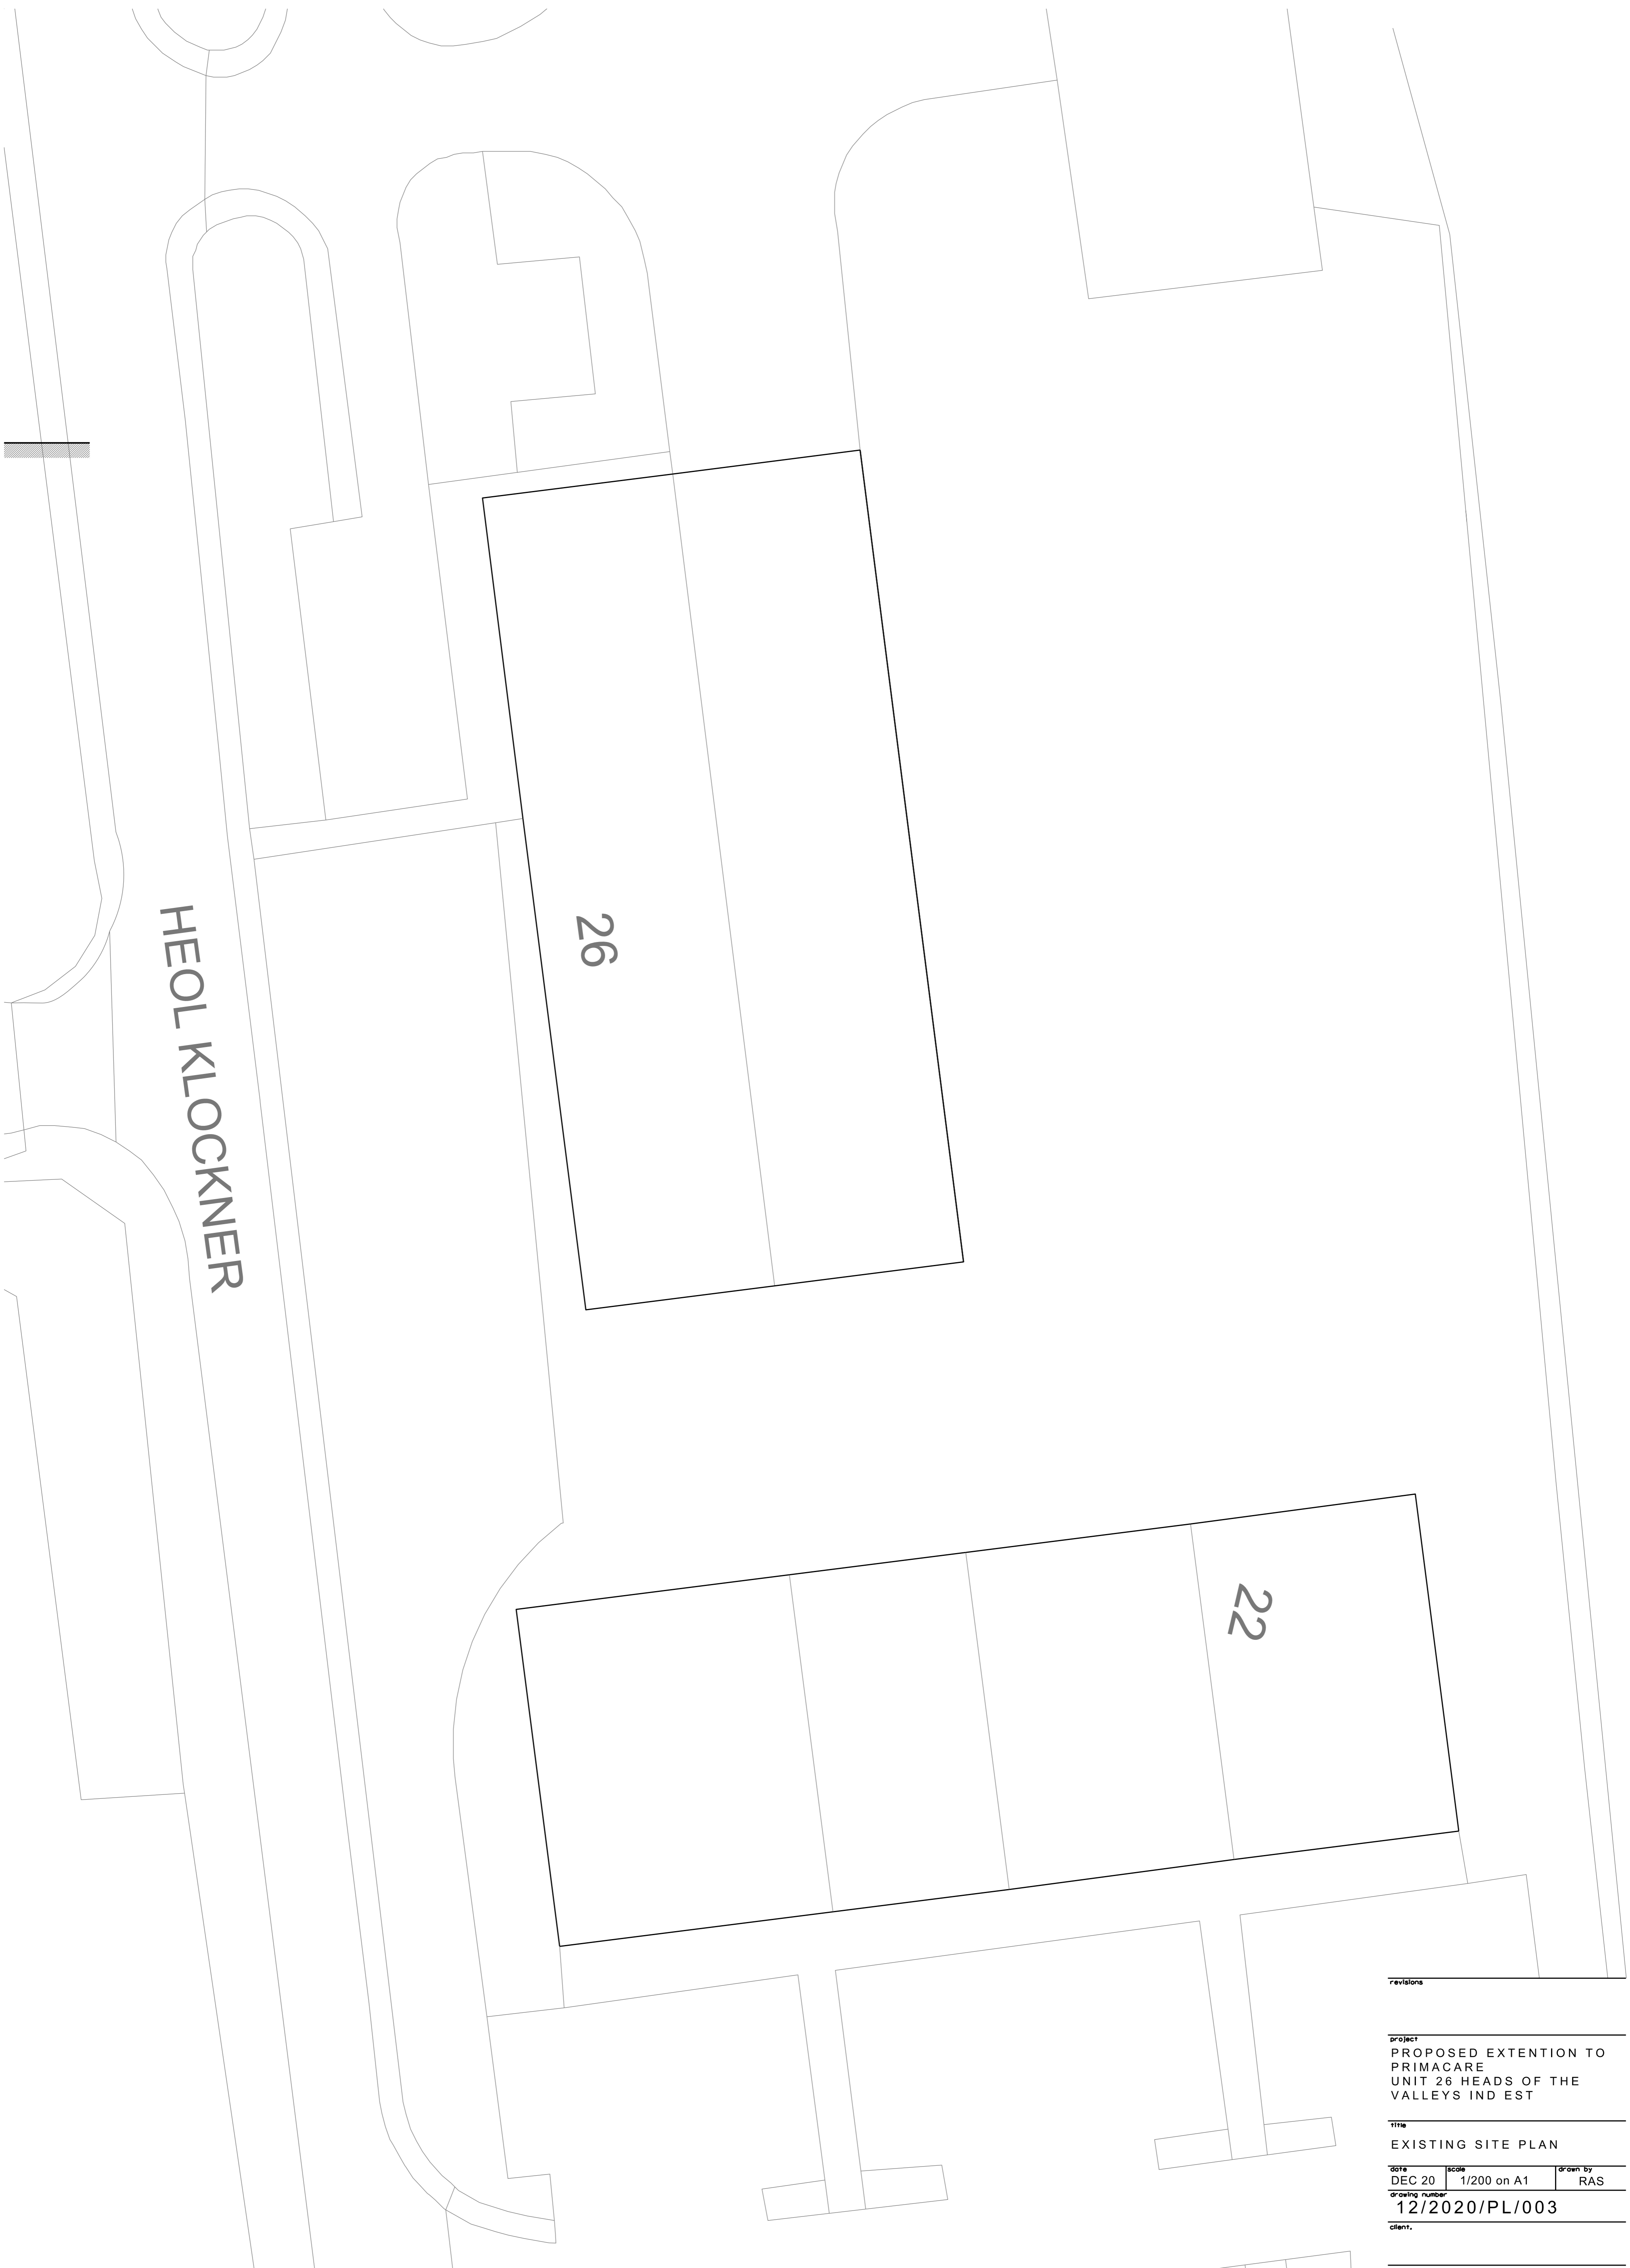 HEOL KLOCKNER
26
22
revisions
project
PROPOSED EXTENTION TO
PRIMACARE
UNIT 26 HEADS OF THE
VALLEYS IND EST
title
EXISTING SITE PLAN
date scale drawn by
DEC 20 1/200 on A1 RAS
drawing number
12/2020/PL/003
client.